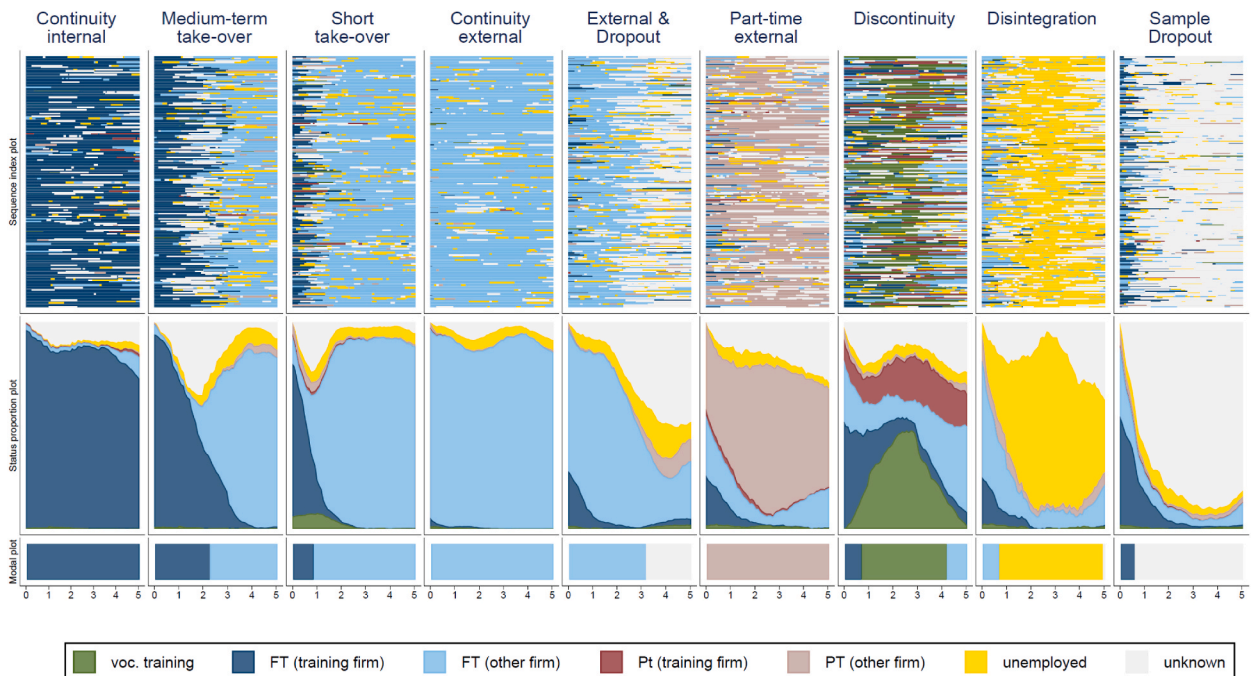 Continuity internal
Medium-term take-over
Short take-over
Continuity external
External & Dropout
Part-time external
Discontinuity
Disintegration
Sample Dropout
Sequence index plot
Status proportion plot
Modal plot
0 1 2 3 4 5
0 1 2 3 4 5
0 1 2 3 4 5
0 1 2 3 4 5
0 1 2 3 4 5
0 1 2 3 4 5
0 1 2 3 4 5
0 1 2 3 4 5
0 1 2 3 4 5
voc. training
FT (training firm)
FT (other firm)
Pt (training firm)
PT (other firm)
unemployed
unknown